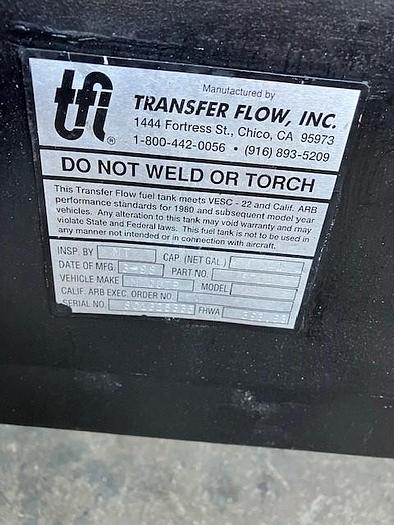 tfi®
Manufactured by
TRANSFER FLOW, INC.
1444 Fortress St., Chico, CA 95973
1-800-442-0056 • (916) 893-5209
DO NOT WELD OR TORCH
This Transfer Flow fuel tank meets VESC - 22 and Calif. ARB
performance standards for 1980 and subsequent model year
vehicles. Any alteration to this tank may void warranty and may
violate State and Federal laws. This fuel tank is not to be used in
any manner not intended or in connection with aircraft.
INSP. BY CAP. (NET GAL.)
DATE OF MFG. PART NO.
VEHICLE MAKE MODEL
CALIF. ARB EXEC. ORDER NO.
SERIAL NO. FHWA